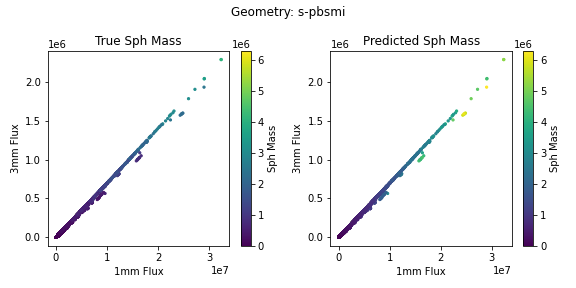 Geometry: s-pbsmi
True Sph Mass
1e6
2.0
1.5
1.0
0.5
0.0
3mm Flux
0
1
2
3
1e7
1mm Flux
1e6
6
5
4
3
2
1
0
Sph Mass
Predicted Sph Mass
1e6
2.0
1.5
1.0
0.5
0.0
3mm Flux
0
1
2
3
1e7
1mm Flux
1e6
6
5
4
3
2
1
0
Sph Mass